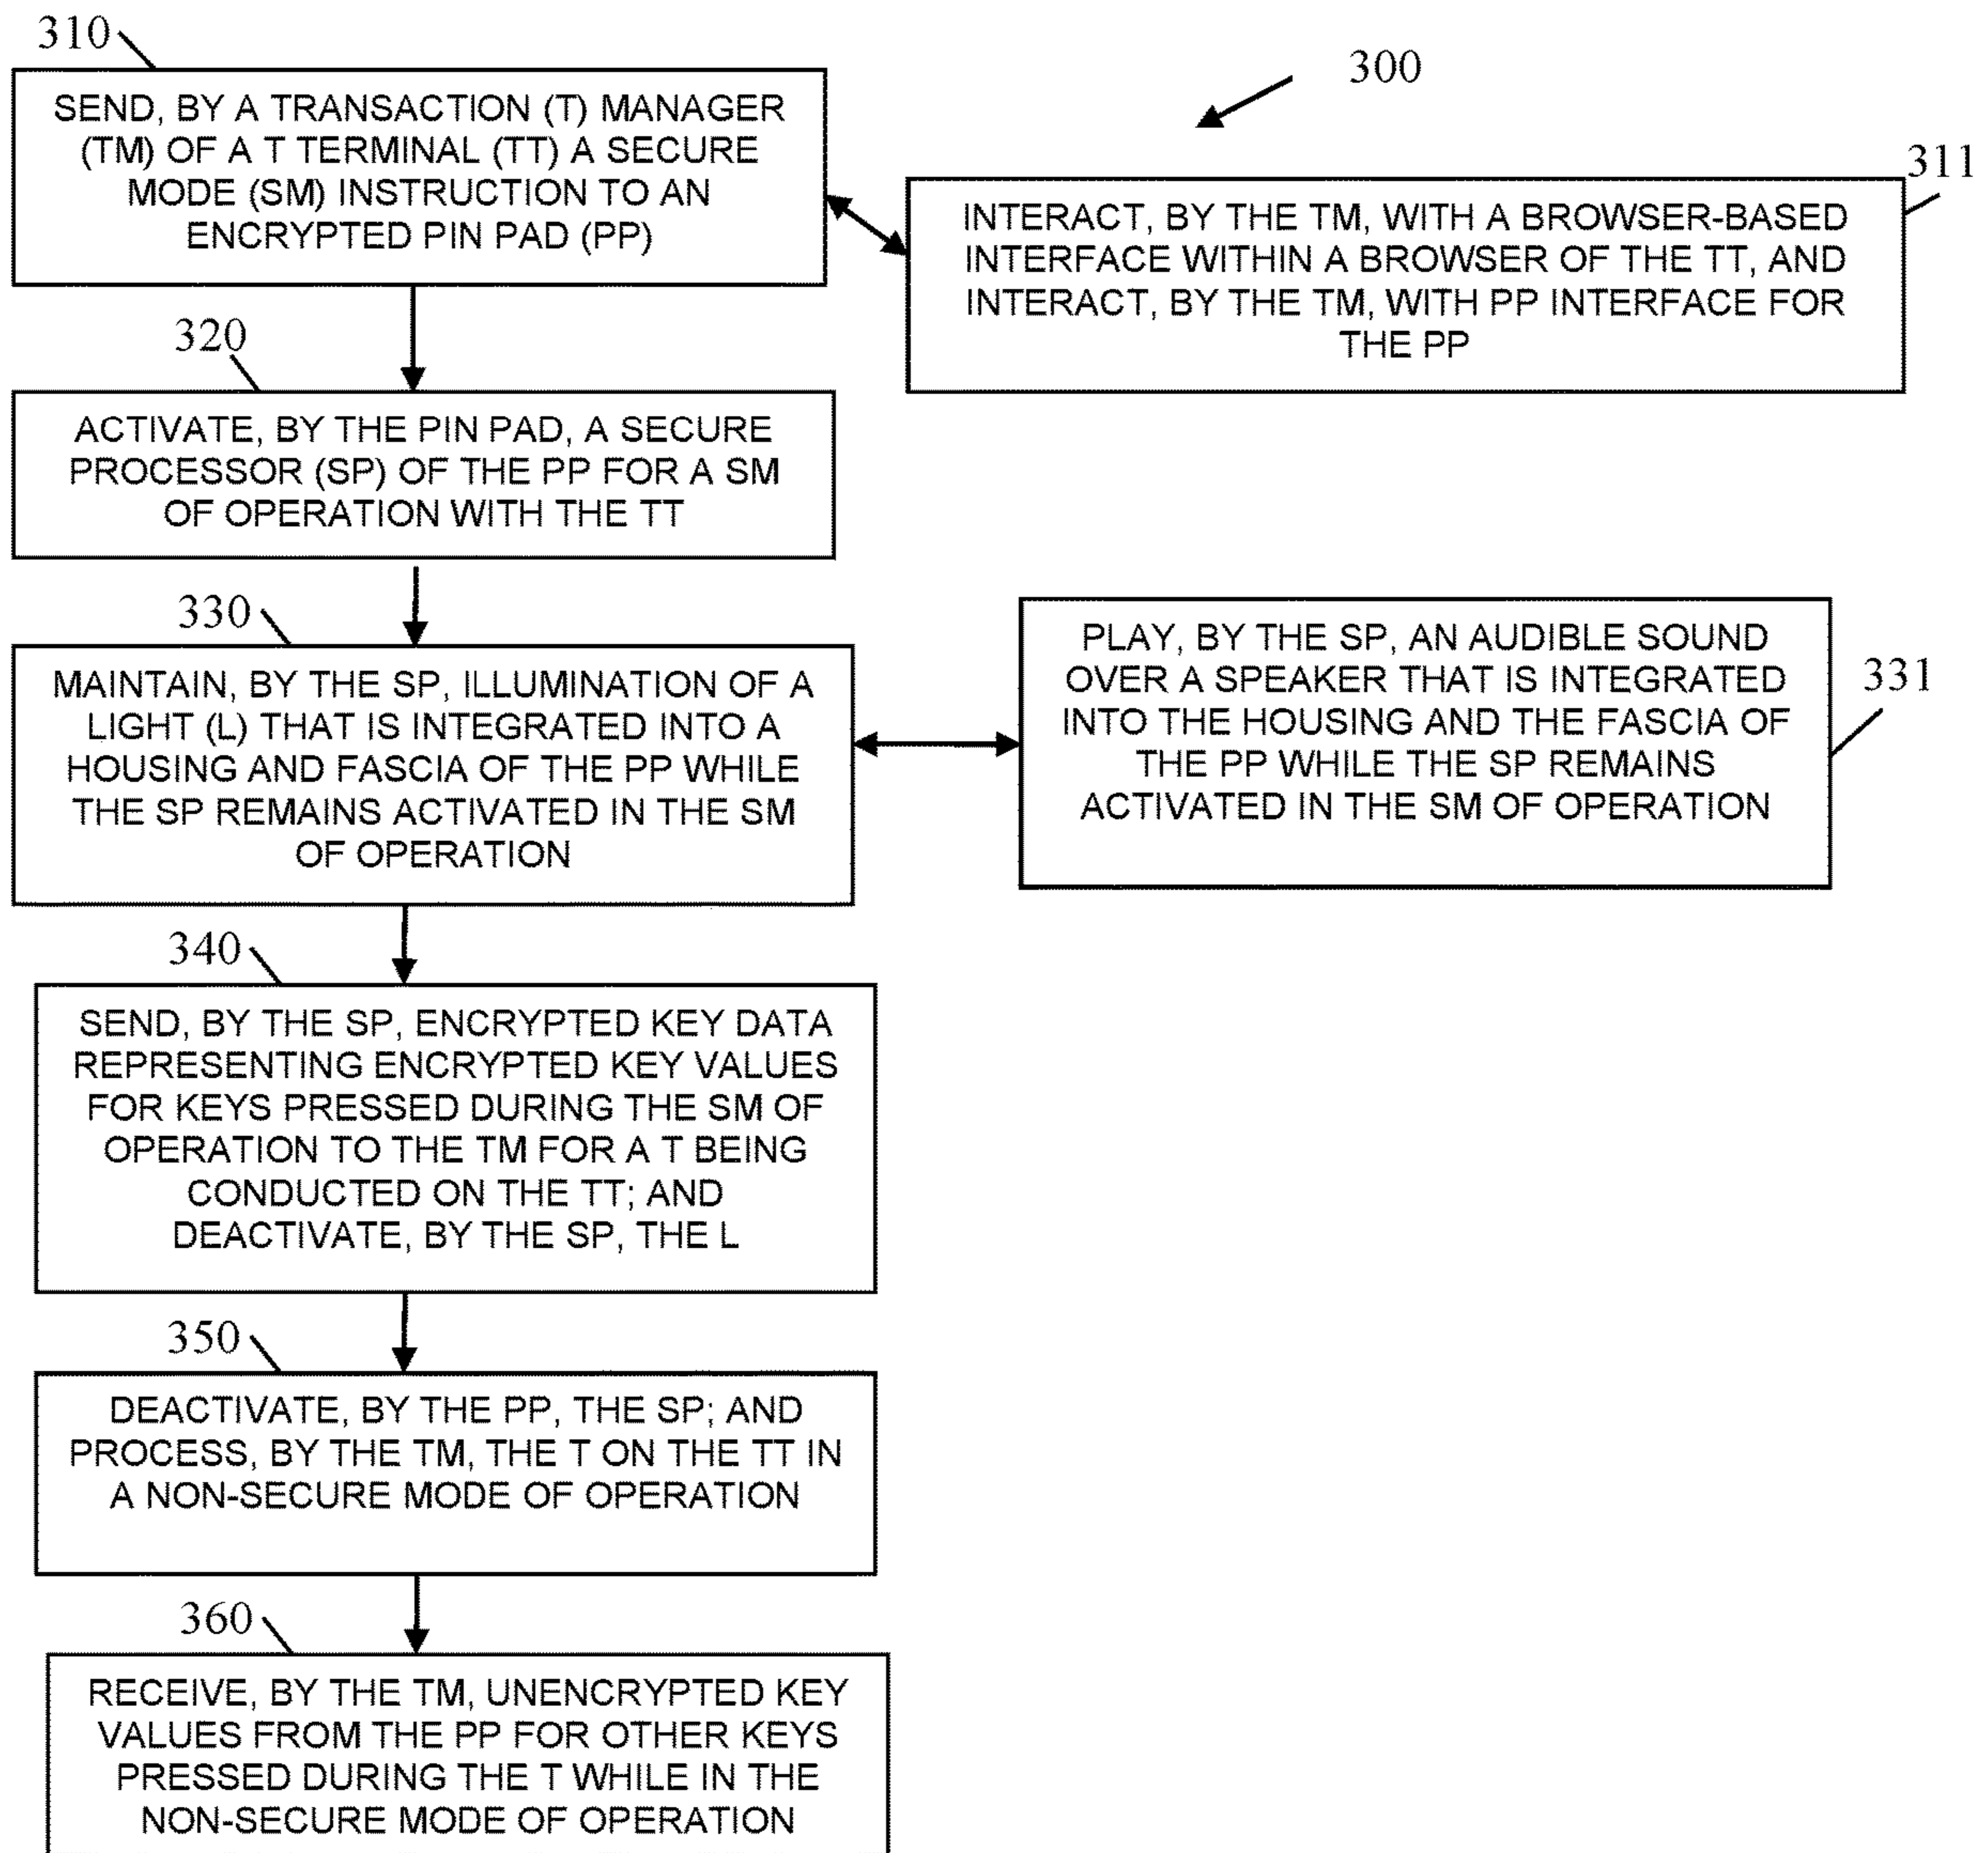 310
SEND, BY A TRANSACTION (T) MANAGER
(TM) OF A T TERMINAL (TT) A SECURE
MODE (SM) INSTRUCTION TO AN
ENCRYPTED PIN PAD (PP)
300
311
INTERACT, BY THE TM, WITH A BROWSER-BASED
INTERFACE WITHIN A BROWSER OF THE TT, AND
INTERACT, BY THE TM, WITH PP INTERFACE FOR
THE PP
320
ACTIVATE, BY THE PIN PAD, A SECURE
PROCESSOR (SP) OF THE PP FOR A SM
OF OPERATION WITH THE TT
330
MAINTAIN, BY THE SP, ILLUMINATION OF A
LIGHT (L) THAT IS INTEGRATED INTO A
HOUSING AND FASCIA OF THE PP WHILE
THE SP REMAINS ACTIVATED IN THE SM
OF OPERATION
PLAY, BY THE SP, AN AUDIBLE SOUND
OVER A SPEAKER THAT IS INTEGRATED
INTO THE HOUSING AND THE FASCIA OF
THE PP WHILE THE SP REMAINS
ACTIVATED IN THE SM OF OPERATION
331
340
SEND, BY THE SP, ENCRYPTED KEY DATA
REPRESENTING ENCRYPTED KEY VALUES
FOR KEYS PRESSED DURING THE SM OF
OPERATION TO THE TM FOR A T BEING
CONDUCTED ON THE TT; AND
DEACTIVATE, BY THE SP, THE L
350
DEACTIVATE, BY THE PP, THE SP; AND
PROCESS, BY THE TM, THE T ON THE TT IN
A NON-SECURE MODE OF OPERATION
360
RECEIVE, BY THE TM, UNENCRYPTED KEY
VALUES FROM THE PP FOR OTHER KEYS
PRESSED DURING THE T WHILE IN THE
NON-SECURE MODE OF OPERATION